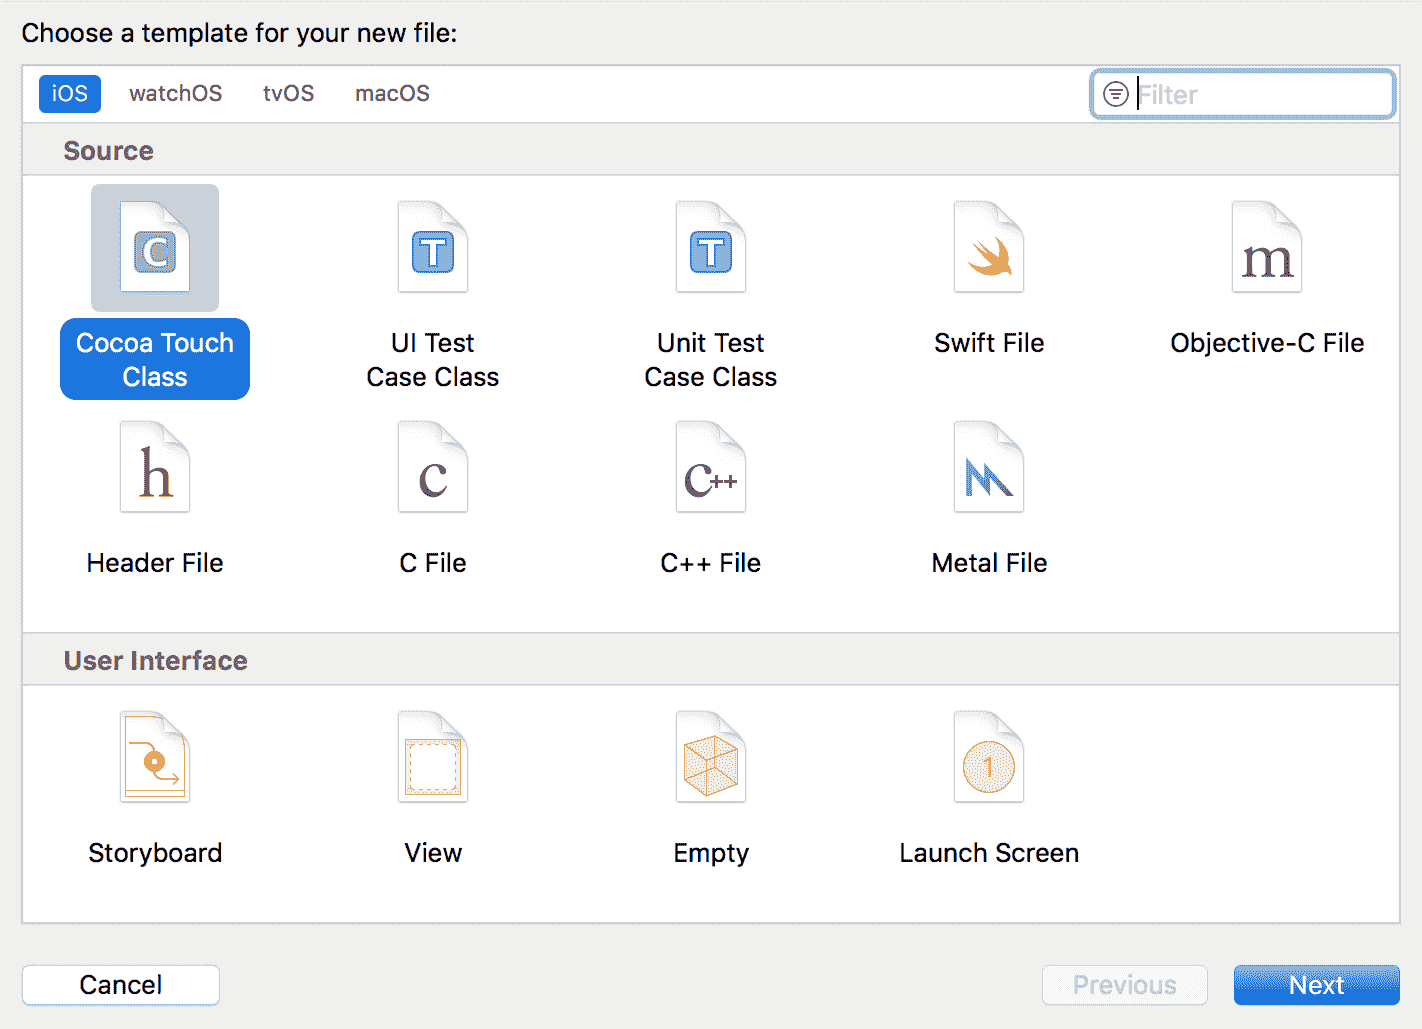 Choose a template for your new file:
iOS watchOS tvOS macOS Filter
Source
C T T m
Cocoa Touch Class
UI Test Case Class
Unit Test Case Class
Swift File
Objective-C File
h c c++
Header File
C File
C++ File
Metal File
User Interface
1
Storyboard
View
Empty
Launch Screen
Cancel Previous Next